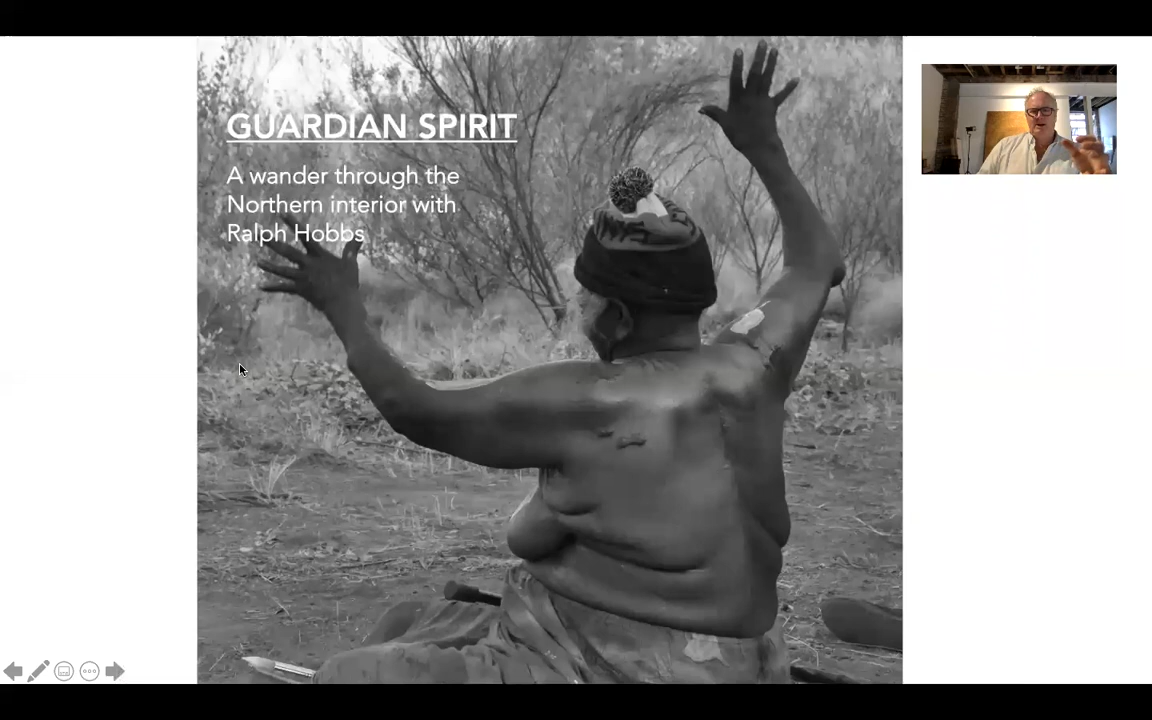 GUARDIAN SPIRIT
A wander through the
Northern interior with
Ralph Hobbs